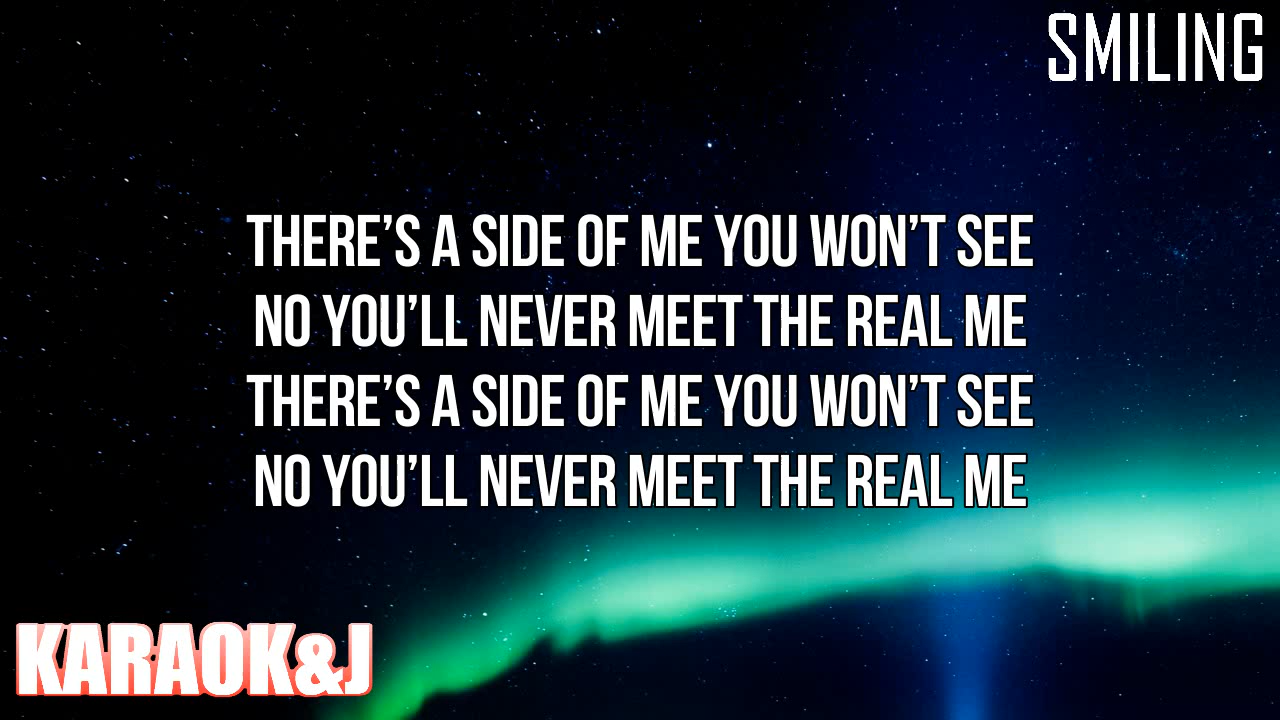 SMILING
THERE’S A SIDE OF ME YOU WON’T SEE
NO YOU’LL NEVER MEET THE REAL ME
THERE’S A SIDE OF ME YOU WON’T SEE
NO YOU’LL NEVER MEET THE REAL ME
KARAOK&J